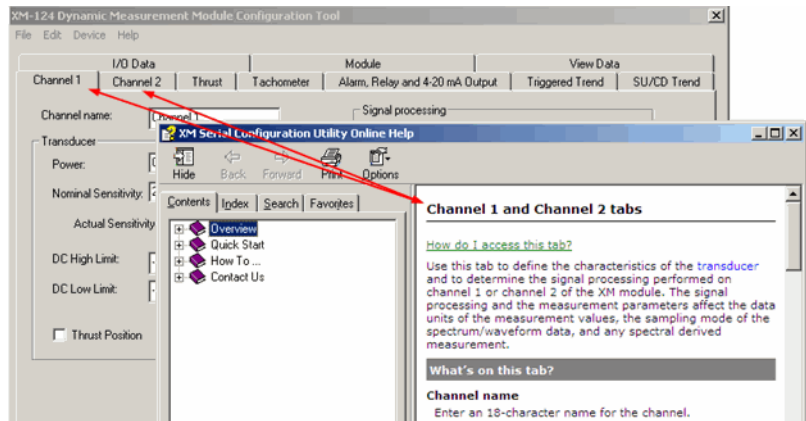 XM-124 Dynamic Measurement Module Configuration Tool
File Edit Device Help
I/O Data Module View Data
Channel 1 Channel 2 Thrust Tachometer Alarm, Relay and 4-20 mA Output Triggered Trend SU/CD Trend
Channel name: Channel 1 Signal processing
Transducer
Power:
Nominal Sensitivity:
Actual Sensitivity
DC High Limit:
DC Low Limit:
Thrust Position
XM Serial Configuration Utility Online Help
Hide Back Forward Print Options
Contents Index Search Favorites
Overview
Quick Start
How To ...
Contact Us
Channel 1 and Channel 2 tabs
How do I access this tab?
Use this tab to define the characteristics of the transducer
and to determine the signal processing performed on
channel 1 or channel 2 of the XM module. The signal
processing and the measurement parameters affect the data
units of the measurement values, the sampling mode of the
spectrum/waveform data, and any spectral derived
measurement.
What's on this tab?
Channel name
Enter an 18-character name for the channel.